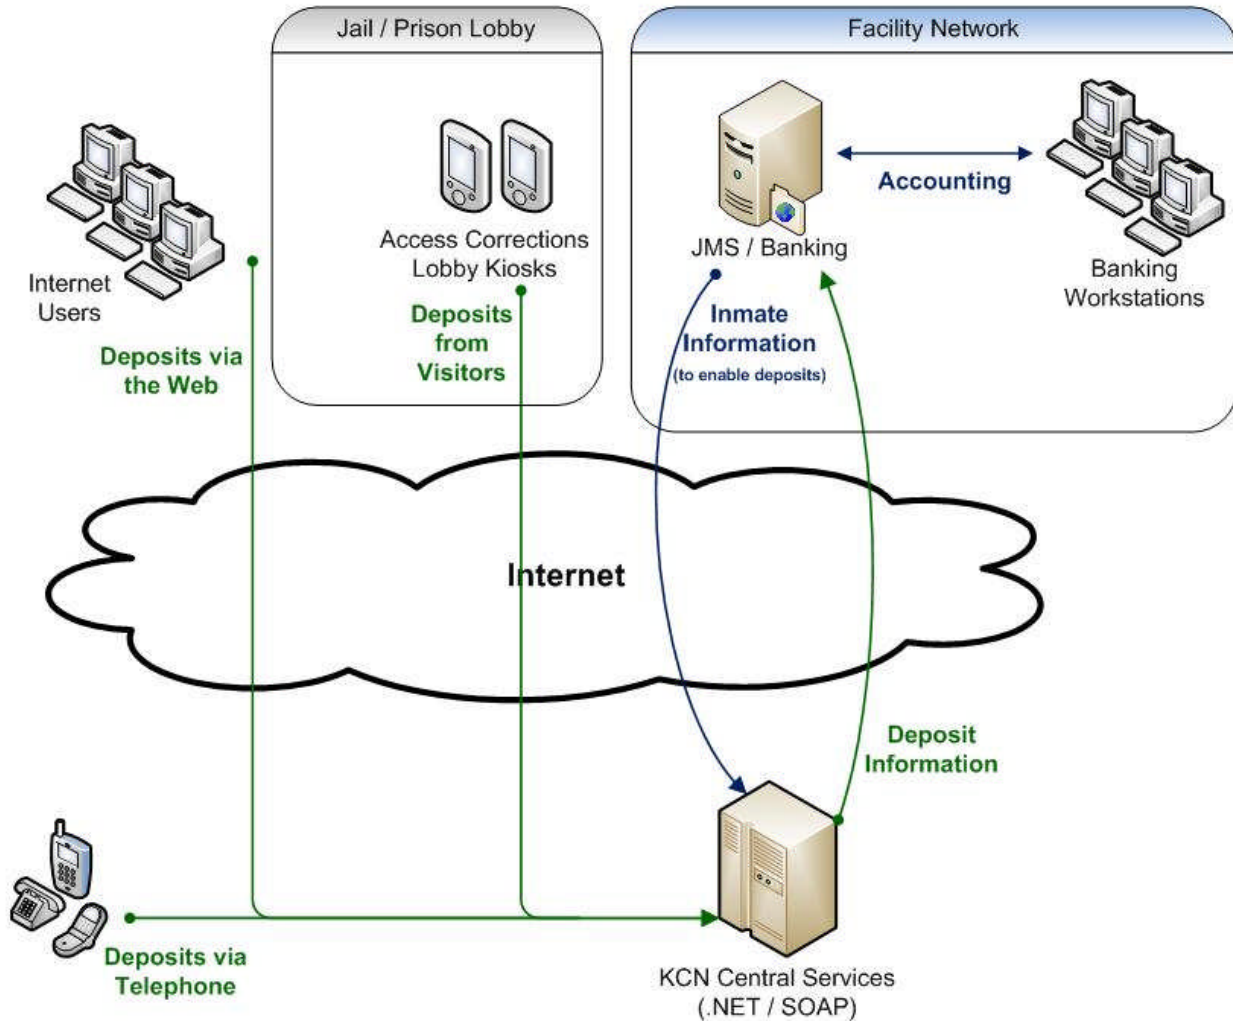 Jail / Prison Lobby
Facility Network
Internet
Users
Access Corrections
Lobby Kiosks
JMS / Banking
Accounting
Banking
Workstations
Deposits via
the Web
Deposits
from
Visitors
Inmate
Information
(to enable deposits)
Internet
Deposit
Information
Deposits via
Telephone
KCN Central Services
(.NET / SOAP)